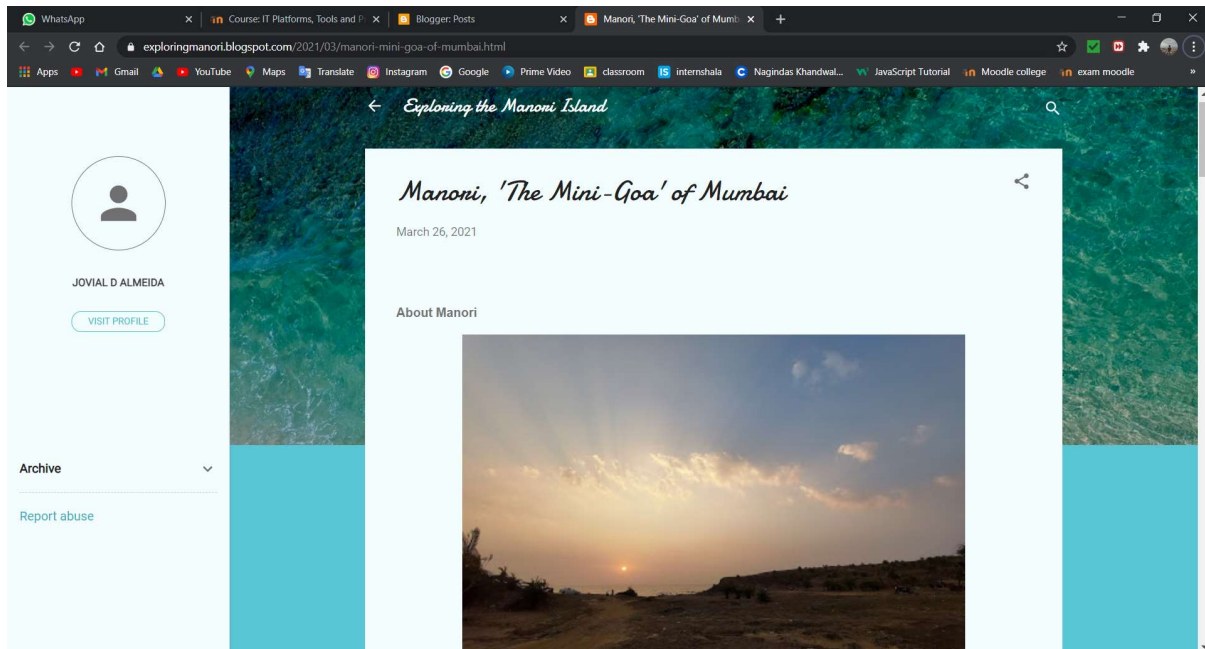 WhatsApp
Course: IT Platforms, Tools and P
Blogger: Posts
Manori, 'The Mini-Goa' of Mumb
exploringmanori.blogspot.com/2021/03/manori-mini-goa-of-mumbai.html
Apps Gmail YouTube Maps Translate Instagram Google Prime Video classroom IS internshala C Nagindas Khandwal... JavaScript Tutorial Moodle college exam moodle »
Exploring the Manori Island
Manori, 'The Mini-Goa' of Mumbai
March 26, 2021
JOVIAL D ALMEIDA
VISIT PROFILE
About Manori
Archive
Report abuse